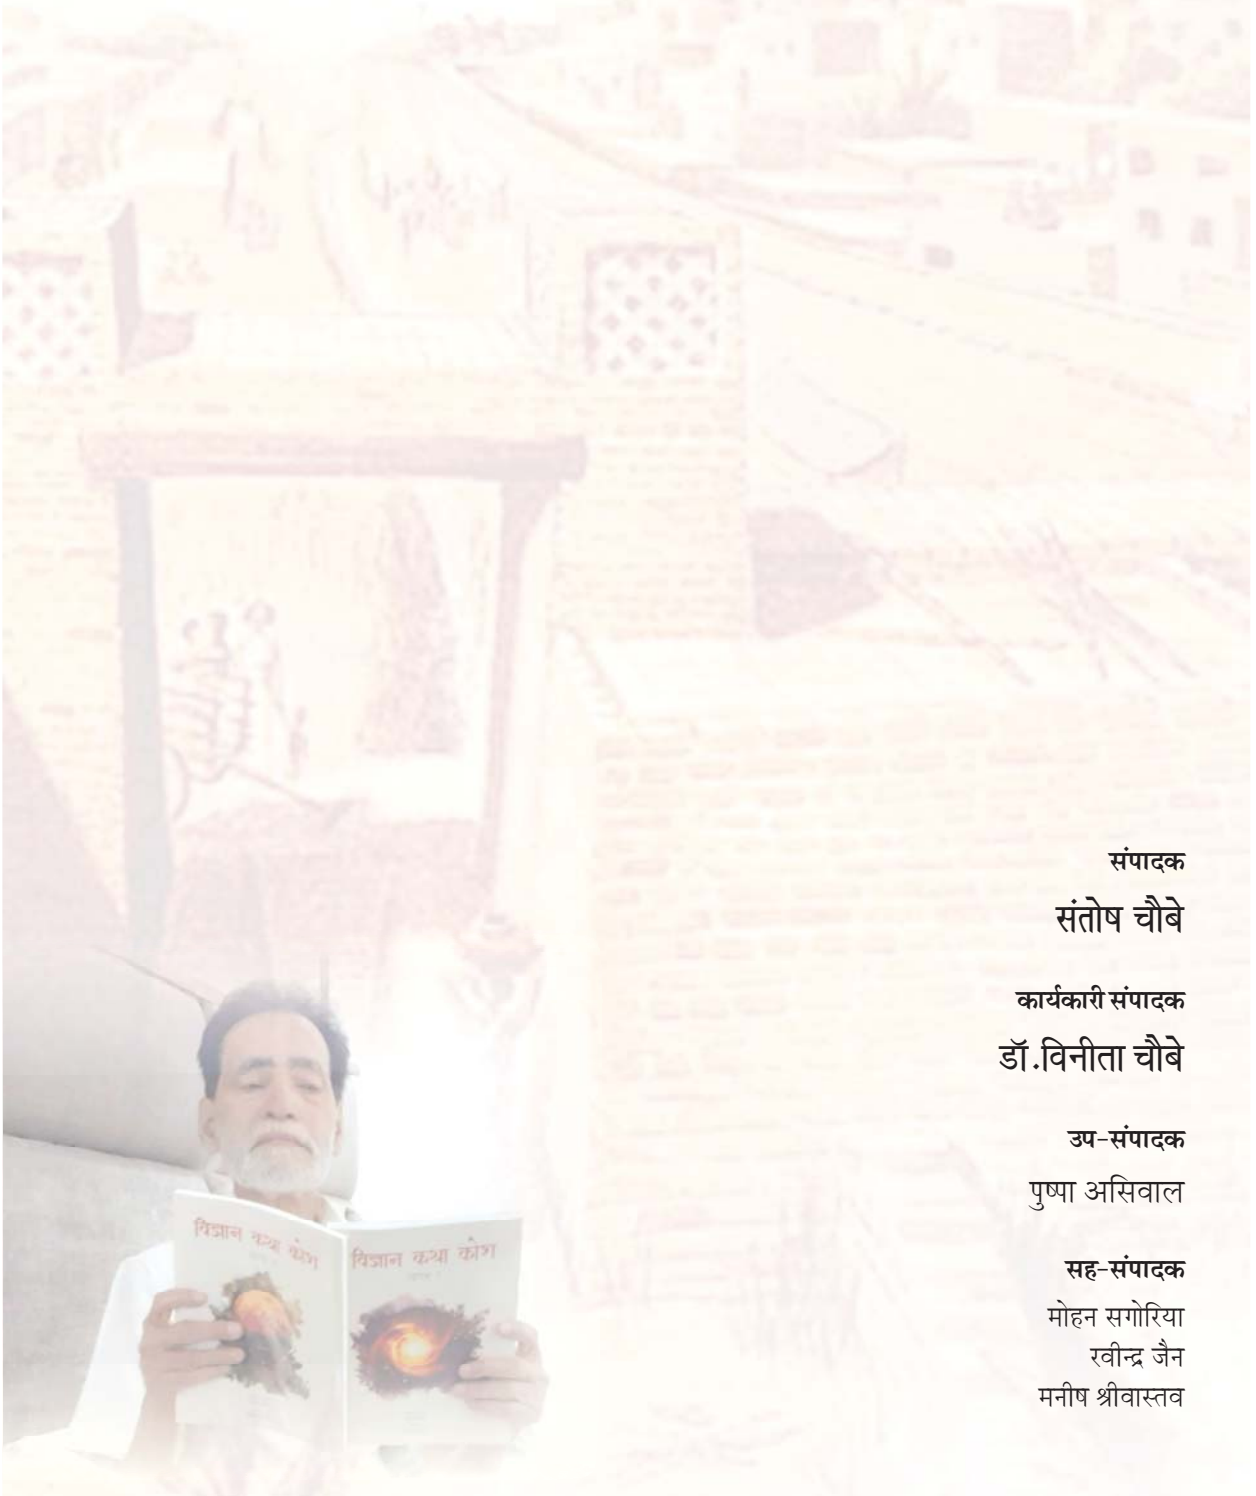 संपादक
संतोष चौबे
कार्यकारी संपादक
डॉ.विनीता चौबे
उप-संपादक
पुष्पा असिवाल
सह-संपादक
मोहन सगोरिया
रवीन्द्र जैन
मनीष श्रीवास्तव
विज्ञान कथा कोश
विज्ञान कथा कोश